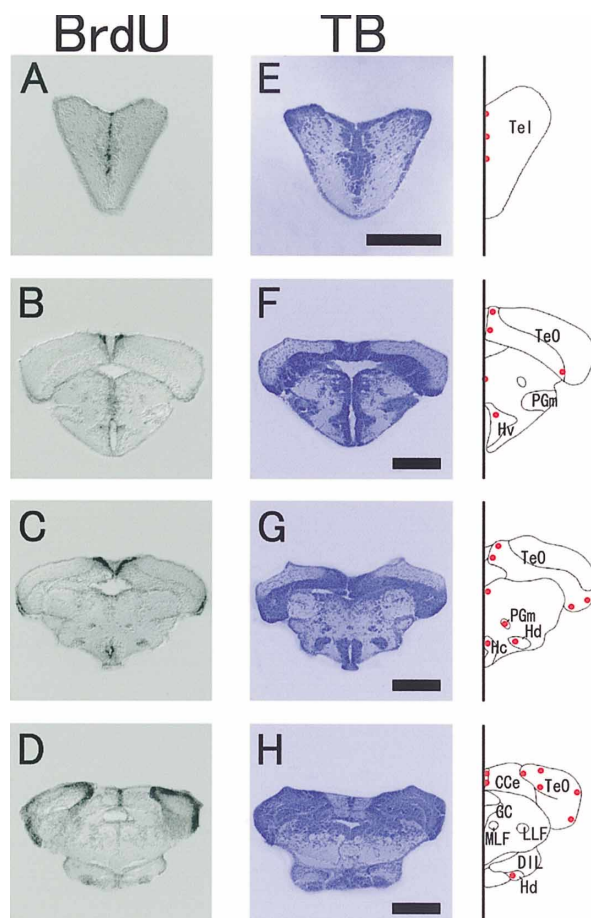 BrdU TB
A E Tel
B F TeO
PGm
Hv
C G TeO
PGm
Hd
Hc
D H CCe TeO
GC
MLF LLF
DIL
Hd